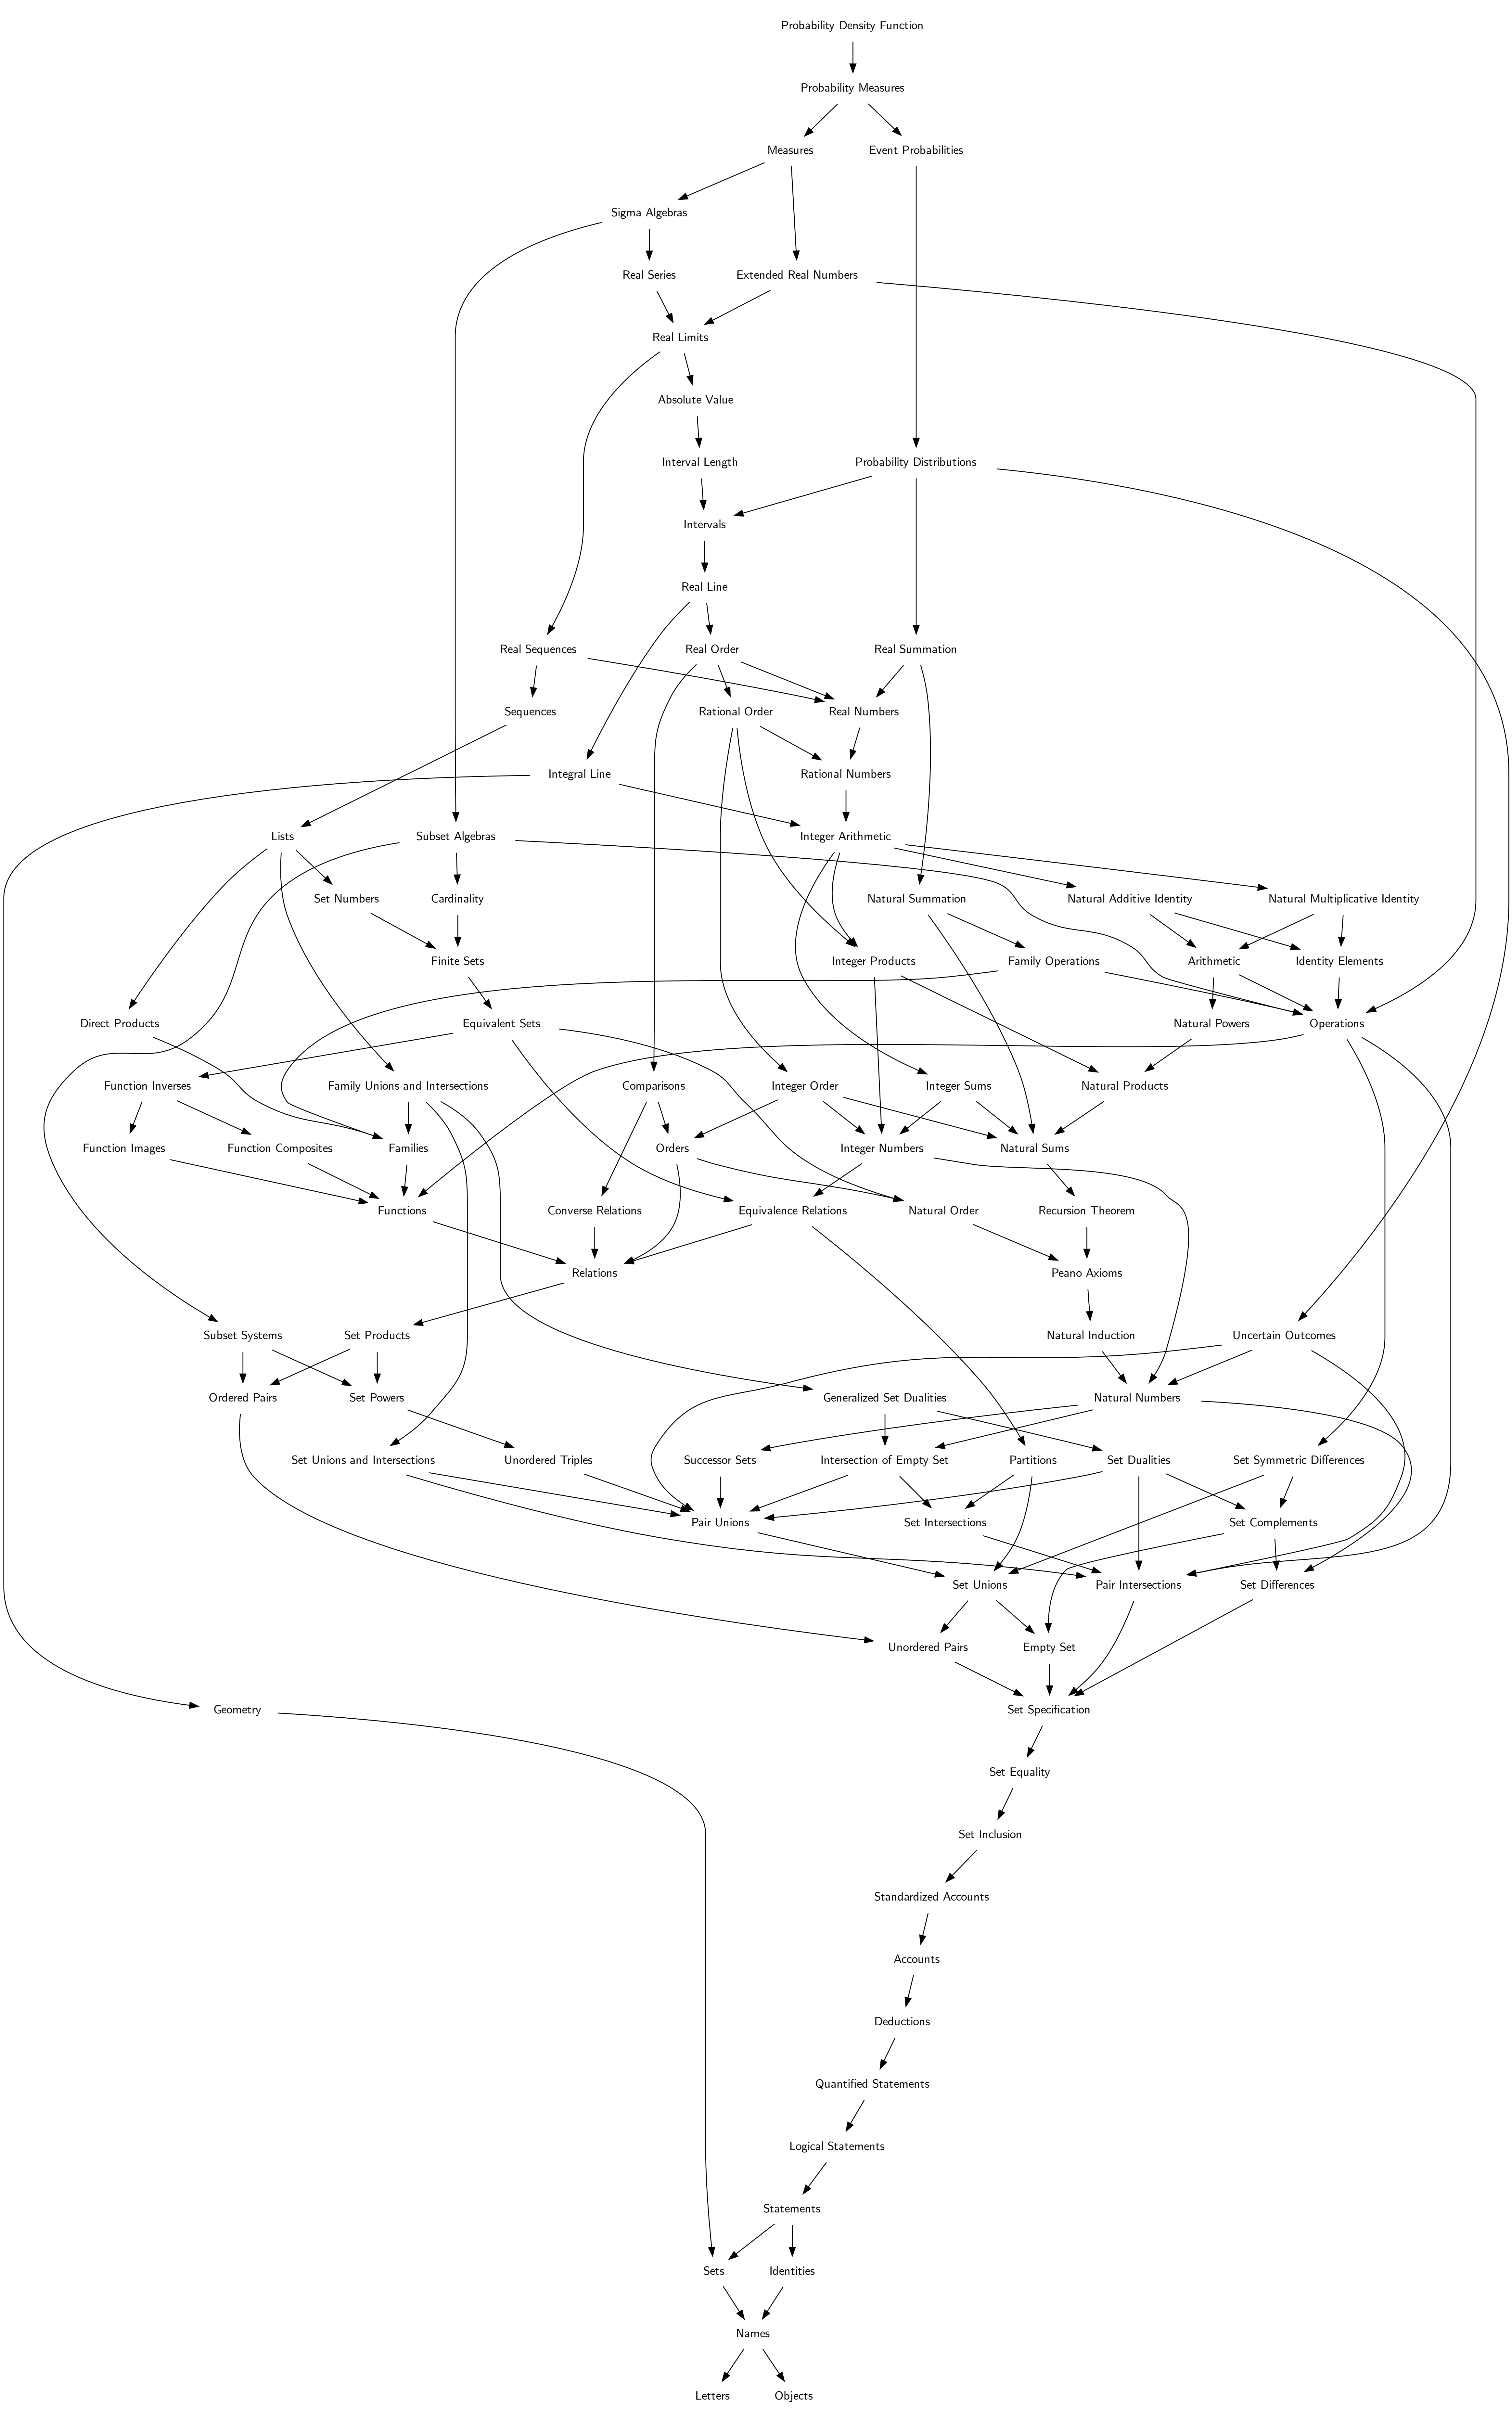 Probability Density Function
Probability Measures
Measures
Event Probabilities
Sigma Algebras
Real Series
Extended Real Numbers
Real Limits
Absolute Value
Interval Length
Probability Distributions
Intervals
Real Line
Real Sequences
Real Order
Real Summation
Sequences
Rational Order
Real Numbers
Integral Line
Rational Numbers
Lists
Subset Algebras
Integer Arithmetic
Set Numbers
Cardinality
Natural Summation
Natural Additive Identity
Natural Multiplicative Identity
Finite Sets
Integer Products
Family Operations
Arithmetic
Identity Elements
Direct Products
Equivalent Sets
Natural Powers
Operations
Function Inverses
Family Unions and Intersections
Comparisons
Integer Order
Integer Sums
Natural Products
Function Images
Function Composites
Families
Orders
Integer Numbers
Natural Sums
Functions
Converse Relations
Equivalence Relations
Natural Order
Recursion Theorem
Relations
Peano Axioms
Subset Systems
Set Products
Natural Induction
Uncertain Outcomes
Ordered Pairs
Set Powers
Generalized Set Dualities
Natural Numbers
Set Unions and Intersections
Unordered Triples
Successor Sets
Intersection of Empty Set
Partitions
Set Dualities
Set Symmetric Differences
Pair Unions
Set Intersections
Set Complements
Set Unions
Pair Intersections
Set Differences
Unordered Pairs
Empty Set
Geometry
Set Specification
Set Equality
Set Inclusion
Standardized Accounts
Accounts
Deductions
Quantified Statements
Logical Statements
Statements
Sets
Identities
Names
Letters
Objects